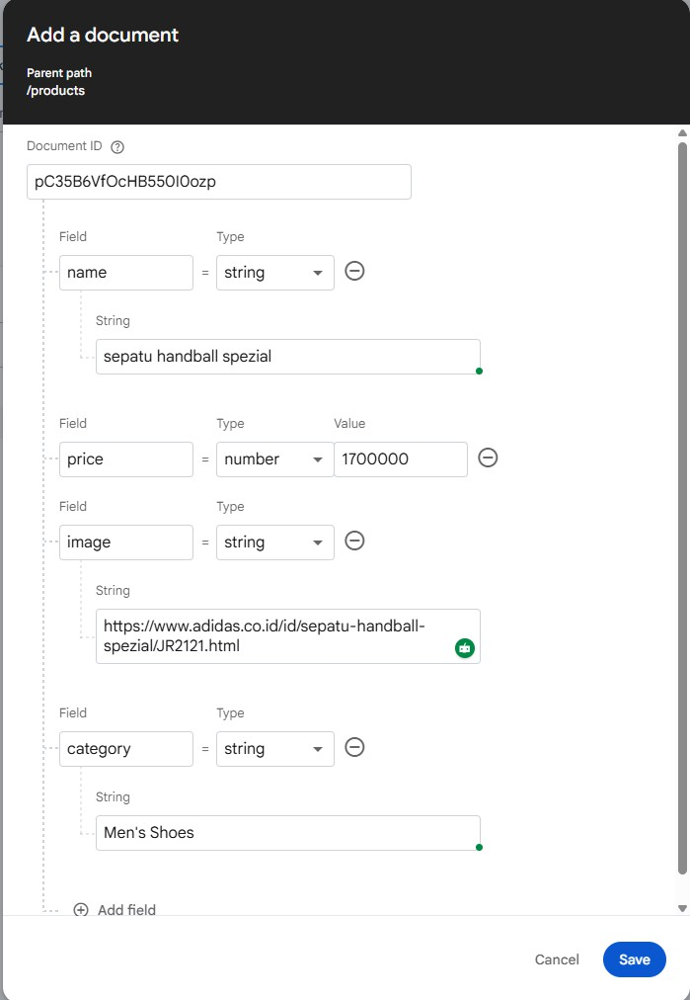 Add a document
Parent path
/products
Document ID
pC35B6VfOcHB550I0ozp
Field Type
name = string
String
sepatu handball spezial
Field Type Value
price = number 1700000
Field Type
image = string
String
https://www.adidas.co.id/id/sepatu-handball-
spezial/JR2121.html
Field Type
category = string
String
Men's Shoes
Add field
Cancel Save